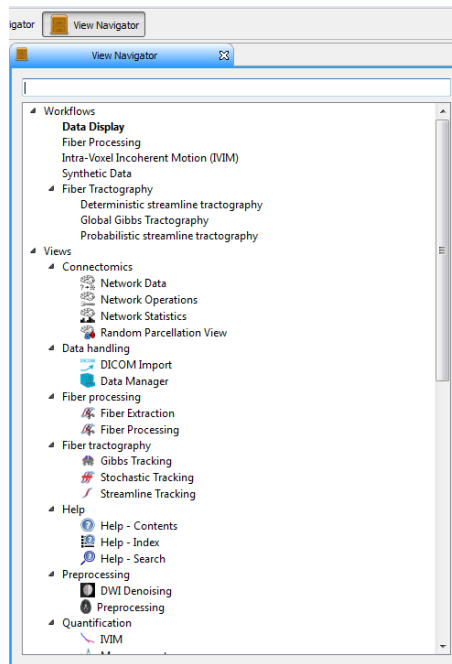 igator View Navigator
View Navigator
Workflows
Data Display
Fiber Processing
Intra-Voxel Incoherent Motion (IVIM)
Synthetic Data
Fiber Tractography
Deterministic streamline tractography
Global Gibbs Tractography
Probabilistic streamline tractography
Views
Connectomics
Network Data
Network Operations
Network Statistics
Random Parcellation View
Data handling
DICOM Import
Data Manager
Fiber processing
Fiber Extraction
Fiber Processing
Fiber tractography
Gibbs Tracking
Stochastic Tracking
Streamline Tracking
Help
Help - Contents
Help - Index
Help - Search
Preprocessing
DWI Denoising
Preprocessing
Quantification
IVIM